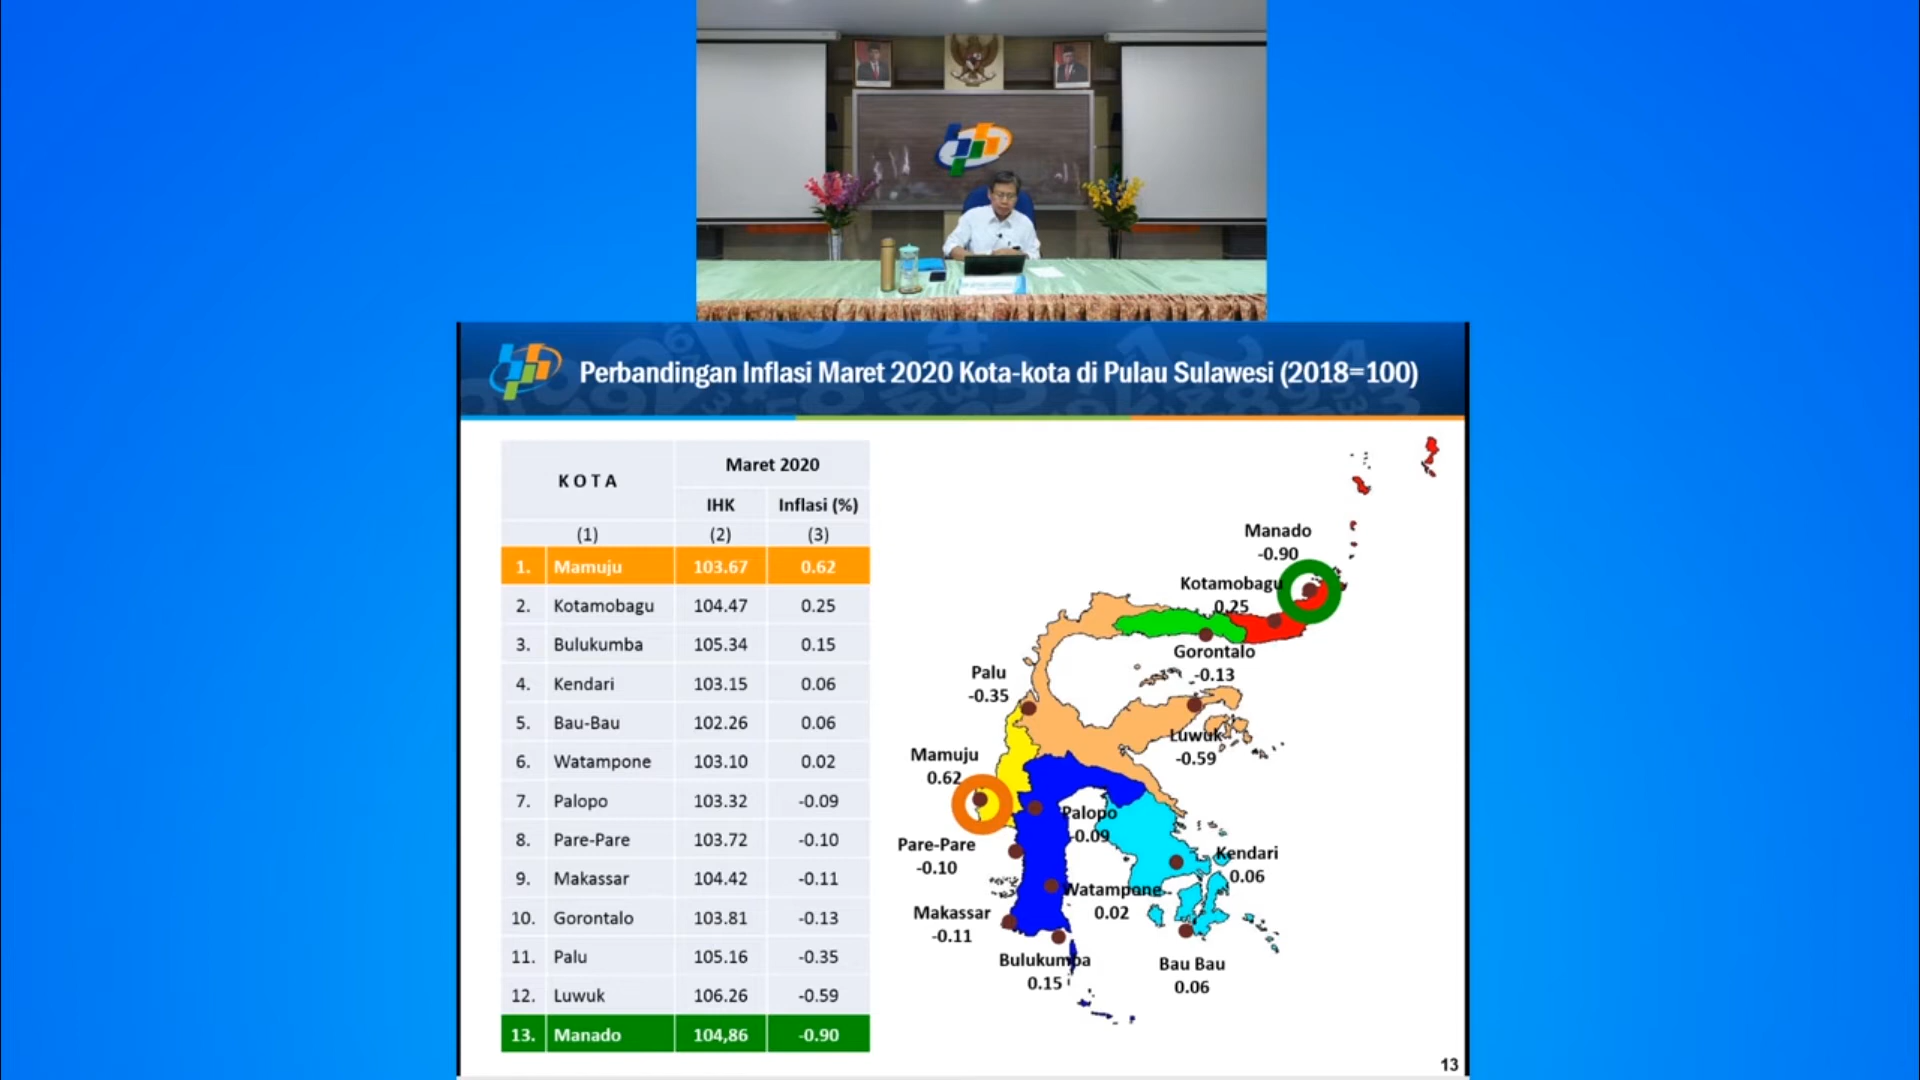 Perbandingan Inflasi Maret 2020 Kota-kota di Pulau Sulawesi (2018=100)
K O T A
Maret 2020
IHK
Inflasi (%)
(1)
(2)
(3)
1. Mamuju 103.67 0.62
2. Kotamobagu 104.47 0.25
3. Bulukumba 105.34 0.15
4. Kendari 103.15 0.06
5. Bau-Bau 102.26 0.06
6. Watampone 103.10 0.02
7. Palopo 103.32 -0.09
8. Pare-Pare 103.72 -0.10
9. Makassar 104.42 -0.11
10. Gorontalo 103.81 -0.13
11. Palu 105.16 -0.35
12. Luwuk 106.26 -0.59
13. Manado 104,86 -0.90
Manado
-0.90
Kotamobagu
0.25
Gorontalo
-0.13
Palu
-0.35
Luwuk
-0.59
Mamuju
0.62
Palopo
-0.09
Pare-Pare
-0.10
Kendari
0.06
Watampone
0.02
Makassar
-0.11
Bulukumba
0.15
Bau Bau
0.06
13